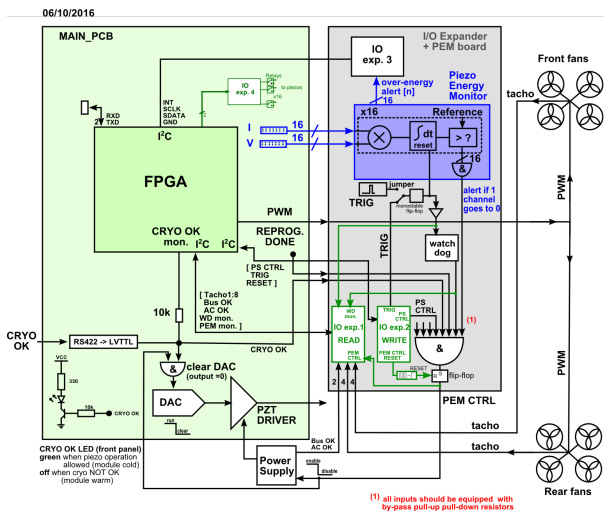 06/10/2016
MAIN_PCB
I/O Expander
+ PEM board
IO
exp. 3
Front fans
IO
exp. 4
Relays
to piezos
x16
2
over-energy
alert [n]
16
Piezo
Energy
Monitor
tacho
INT
SCLK
SDATA
GND
RXD
TXD
2
I²C
x16
Reference
I
16
V
16
∫dt
reset
> ?
16
&
FPGA
jumper
TRIG
monostable
flip-flop
alert if 1
channel
goes to 0
PWM
PWM
CRYO OK
mon.
I²C
I²C
REPROG.
DONE
TRIG
watch
dog
[ PS CTRL
TRIG
RESET ]
[ Tacho1:8
Bus OK
AC OK
WD mon.
PEM mon. ]
10k
WD
mon.
IO exp.1
READ
PEM
CTRL
TRIG
PS
CTRL
IO exp.2
WRITE
PEM CTRL
RESET
PS
CTRL
(1)
&
CRYO
OK
RS422 -> LVTTL
CRYO OK
PWM
VCC
330
10k
CRYO OK
&
clear DAC
(output =0)
DAC
run
clear
PZT
DRIVER
RESET
R
S
flip-flop
2
4
4
PEM CTRL
tacho
Bus OK
AC OK
tacho
Power
Supply
enable
disable
CRYO OK LED (front panel)
green when piezo operation
allowed (module cold)
off when cryo NOT OK
(module warm)
Rear fans
(1) all inputs should be equipped with
by-pass pull-up pull-down resistors